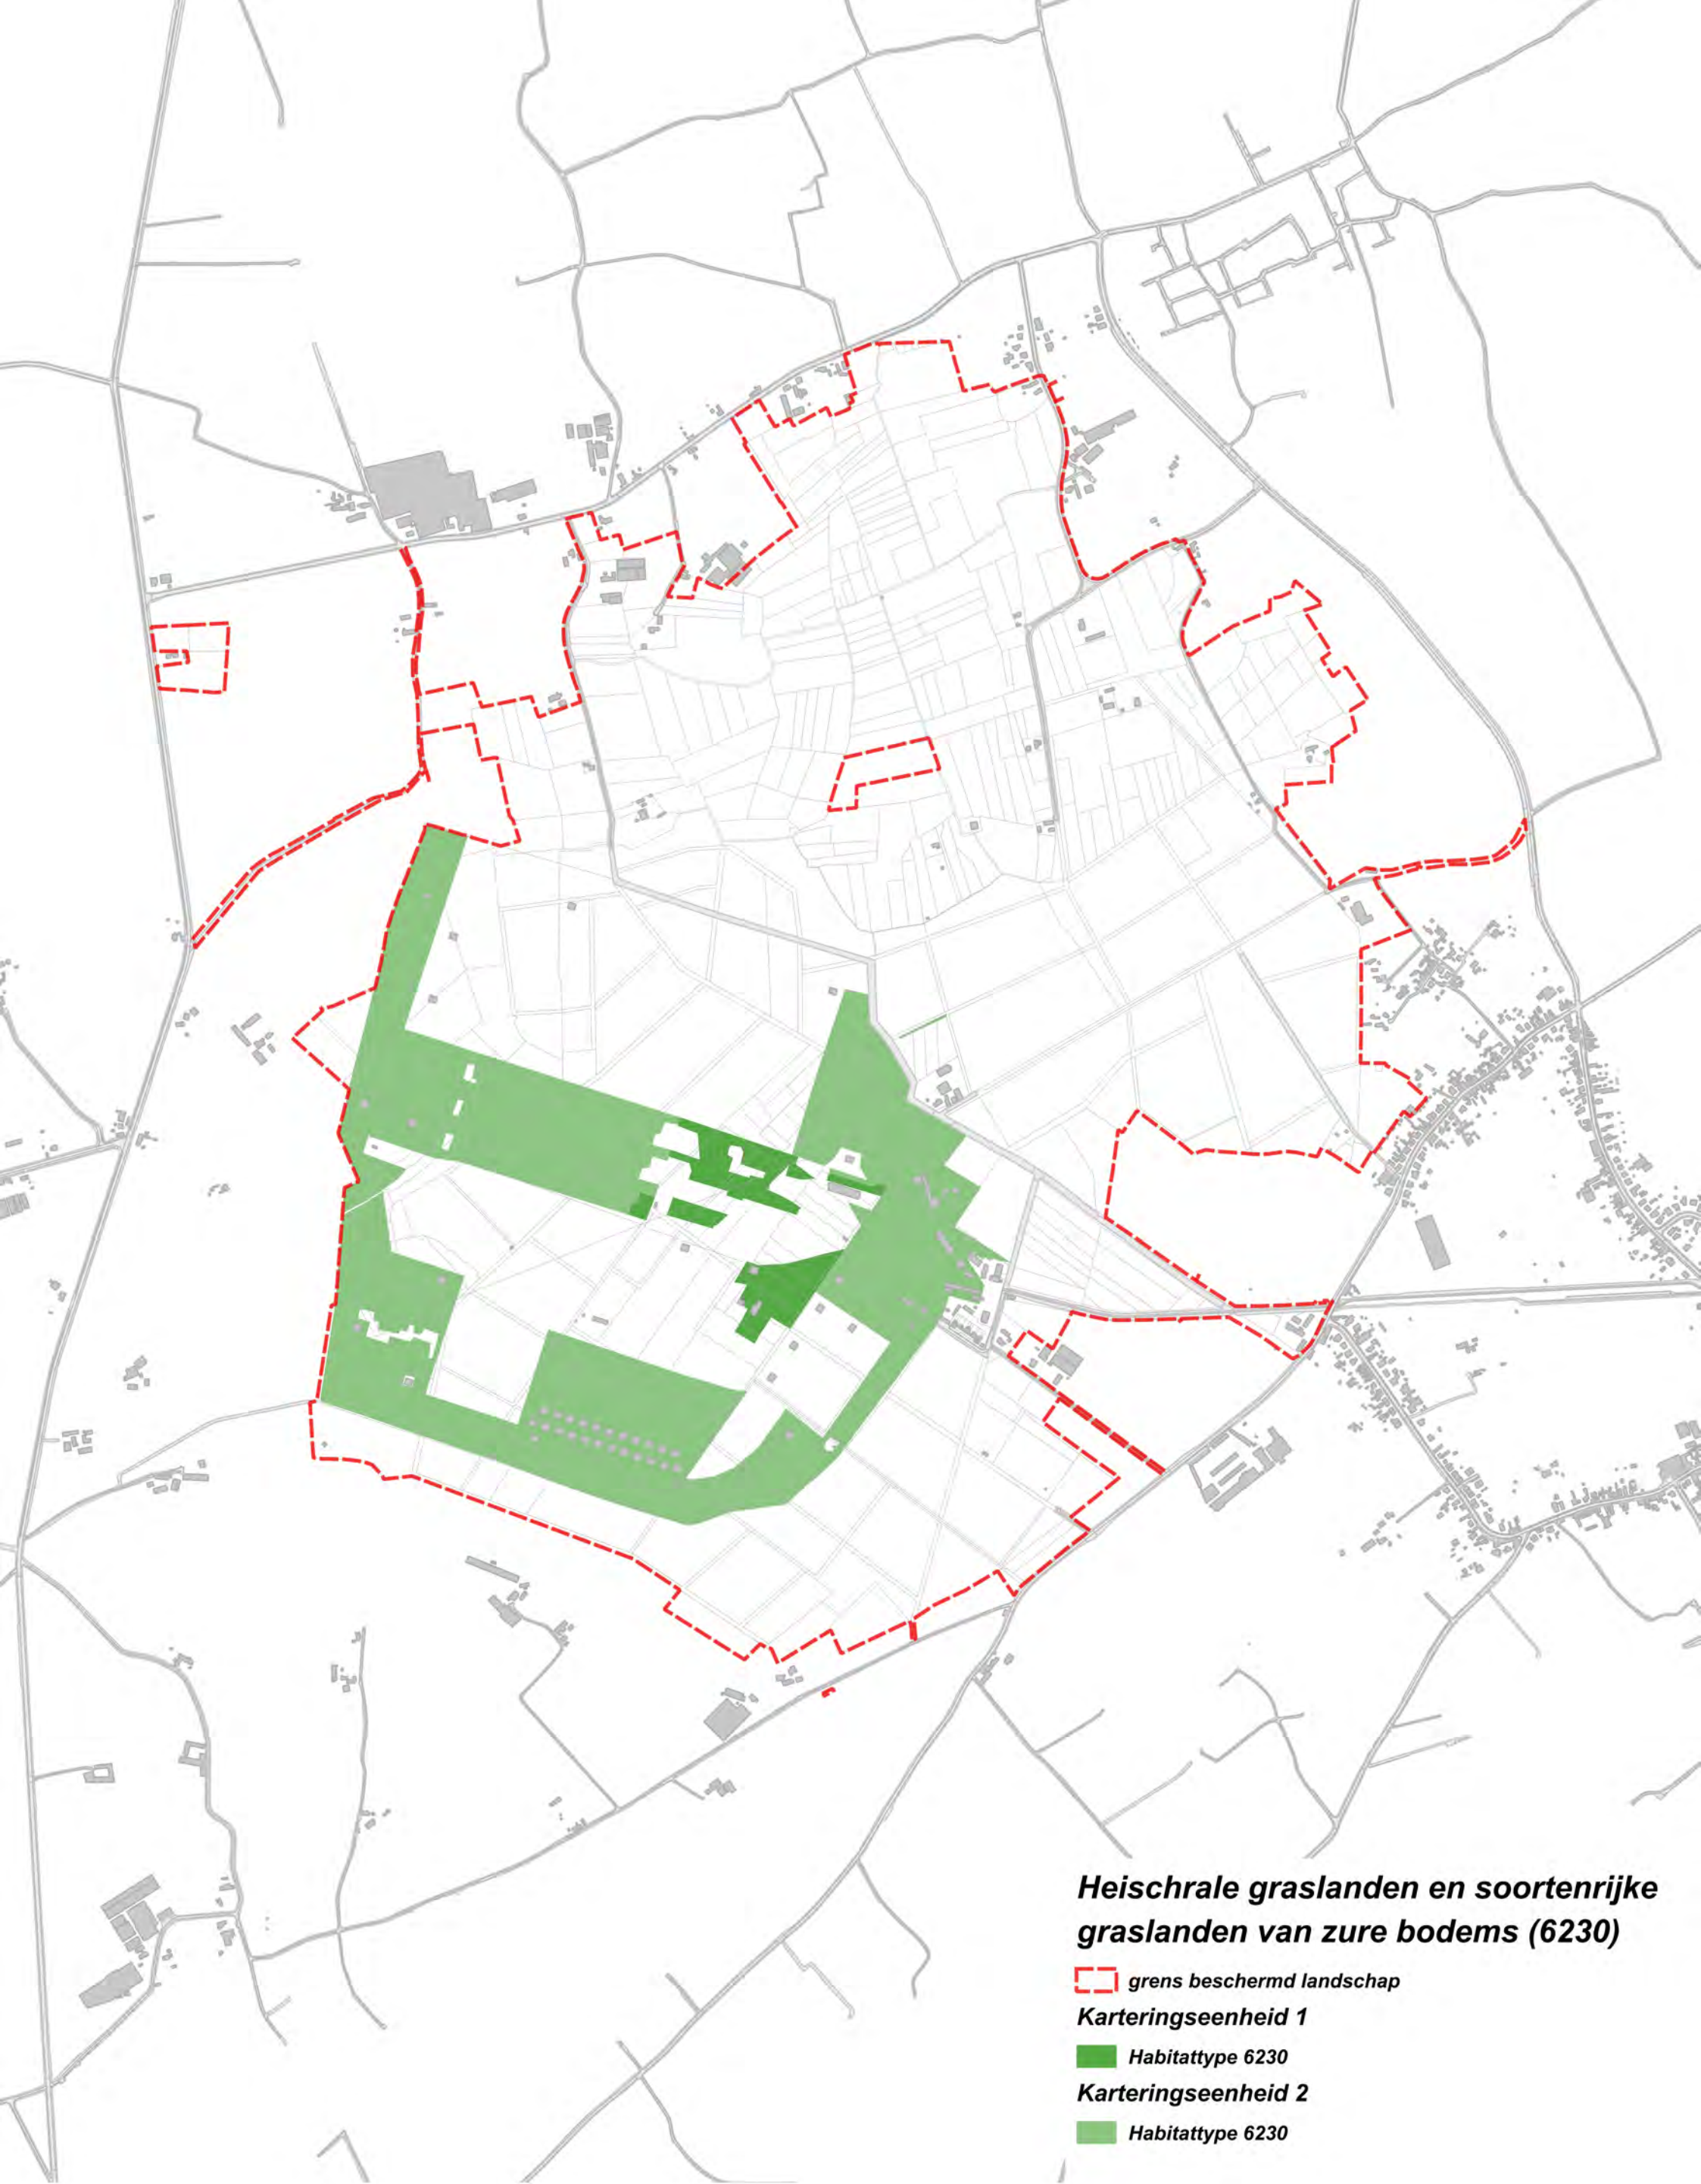 Heischrale graslanden en soortenrijke
graslanden van zure bodems (6230)
grens beschermd landschap
Karteringseenheid 1
Habitattype 6230
Karteringseenheid 2
Habitattype 6230